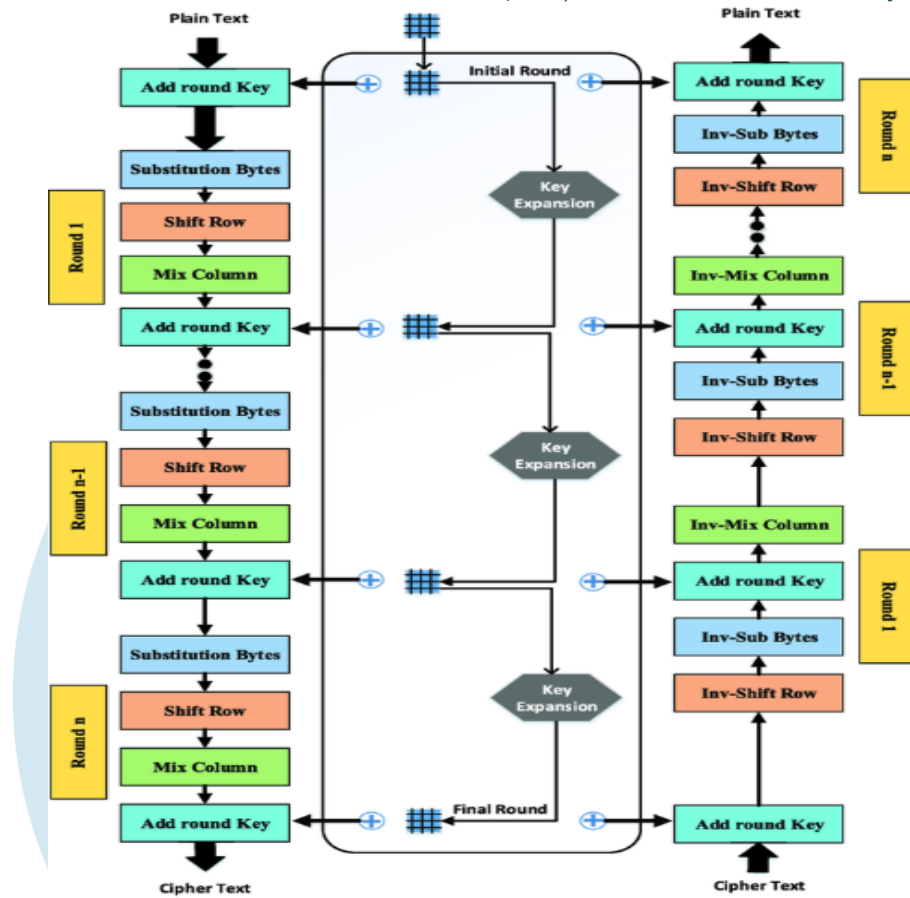 Plain Text
Add round Key
Substitution Bytes
Shift Row
Mix Column
Add round Key
Substitution Bytes
Shift Row
Mix Column
Add round Key
Substitution Bytes
Shift Row
Mix Column
Add round Key
Cipher Text
Round 1
Round n-1
Round n
Initial Round
Key
Expansion
Key
Expansion
Key
Expansion
Final Round
Plain Text
Add round Key
Inv-Sub Bytes
Inv-Shift Row
Inv-Mix Column
Add round Key
Inv-Sub Bytes
Inv-Shift Row
Inv-Mix Column
Add round Key
Inv-Sub Bytes
Inv-Shift Row
Add round Key
Cipher Text
Round n
Round n-1
Round 1